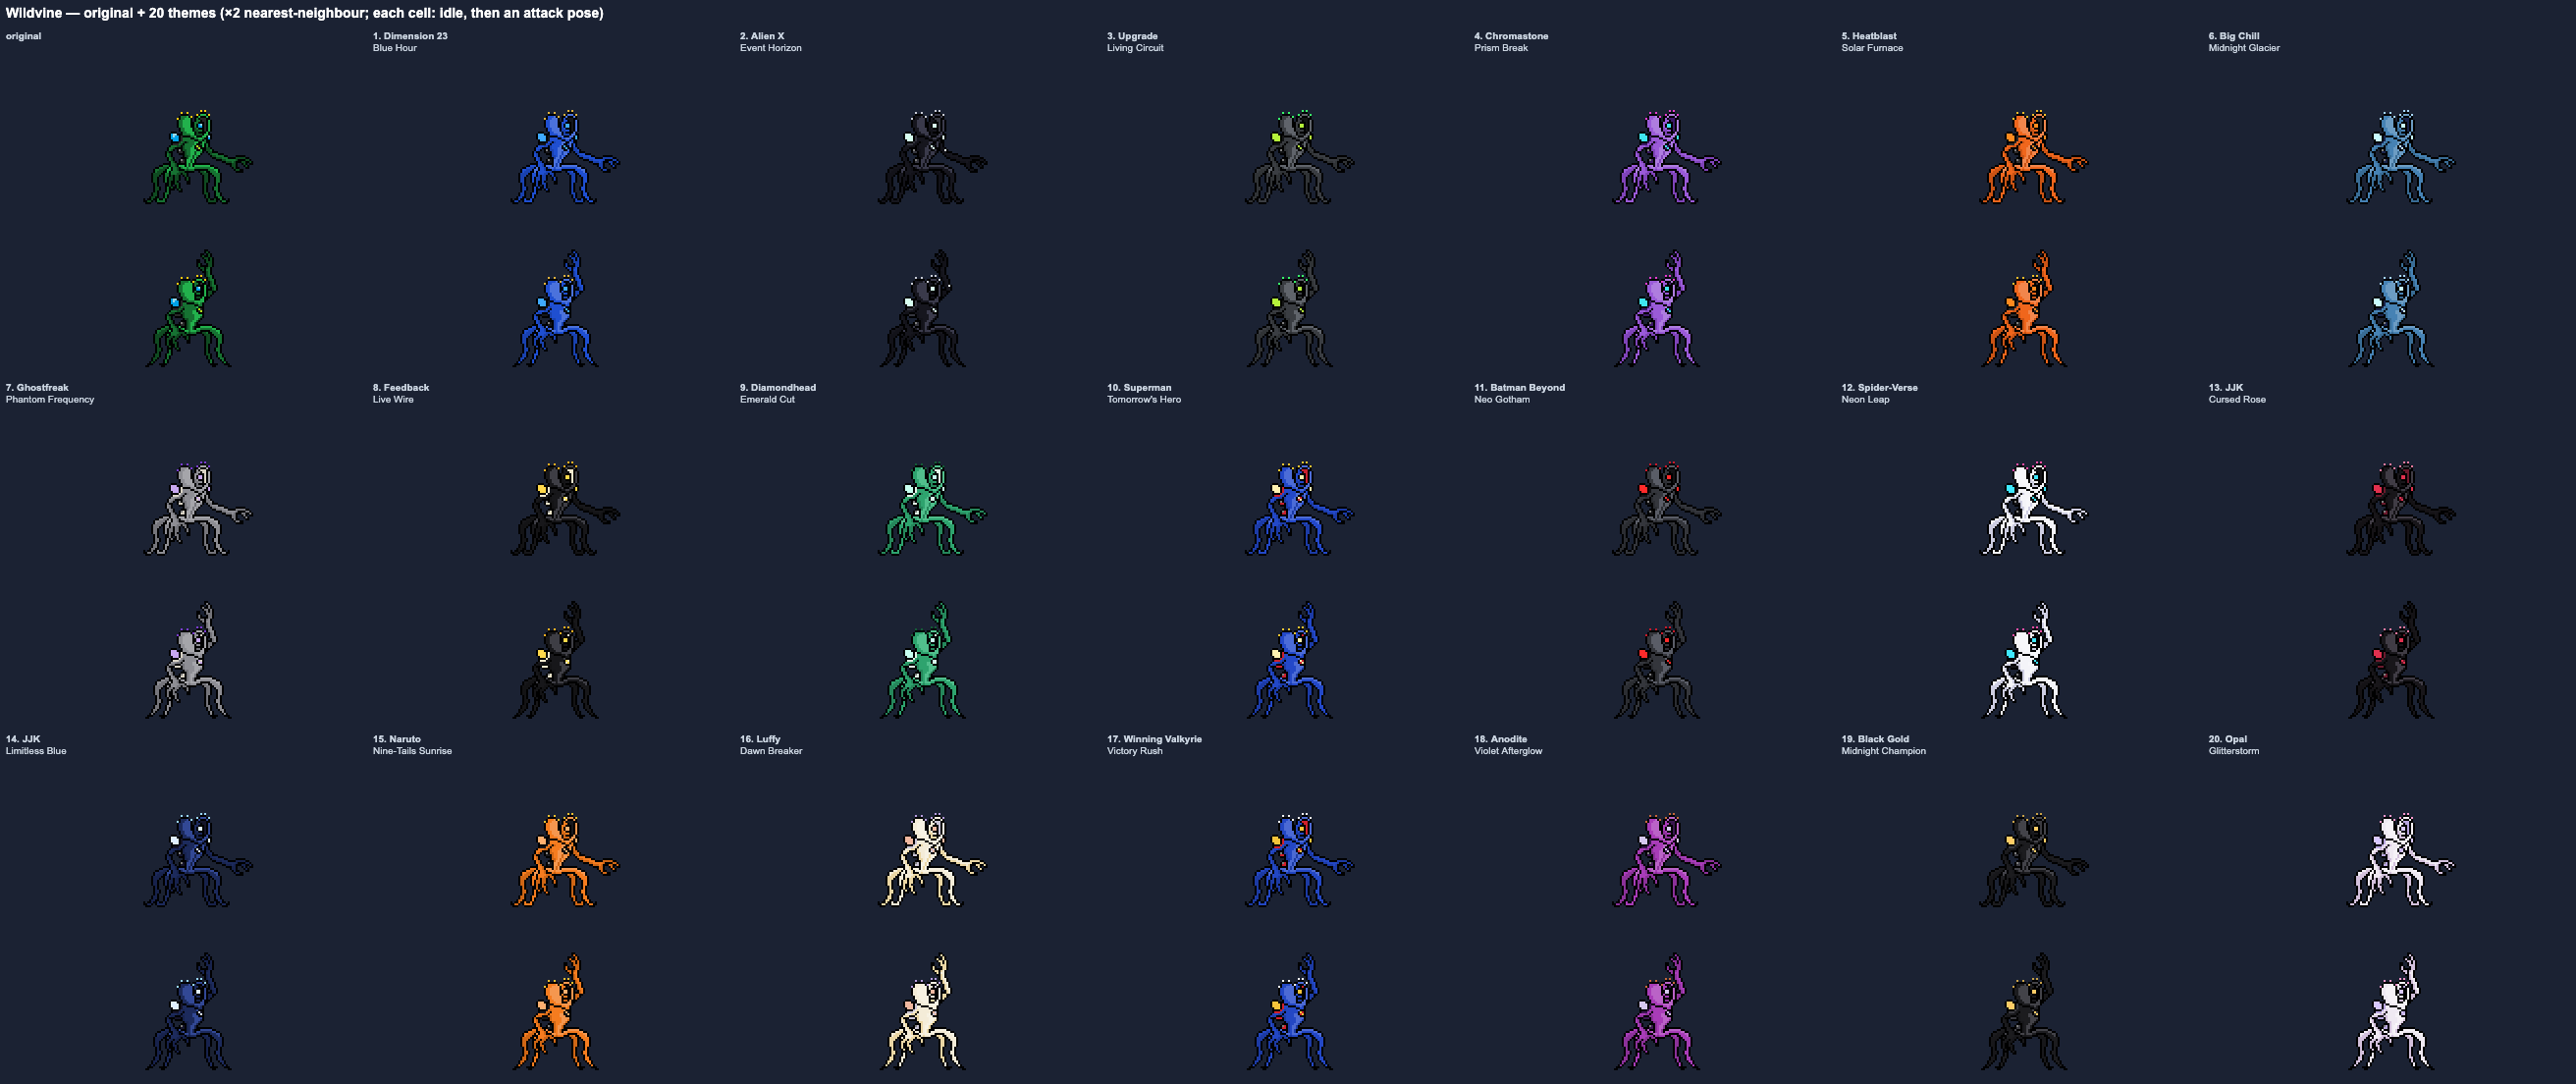 Wildvine — original + 20 themes (×2 nearest-neighbour; each cell: idle, then an attack pose)
original
1. Dimension 23
Blue Hour
2. Alien X
Event Horizon
3. Upgrade
Living Circuit
4. Chromastone
Prism Break
5. Heatblast
Solar Furnace
6. Big Chill
Midnight Glacier
7. Ghostfreak
Phantom Frequency
8. Feedback
Live Wire
9. Diamondhead
Emerald Cut
10. Superman
Tomorrow's Hero
11. Batman Beyond
Neo Gotham
12. Spider-Verse
Neon Leap
13. JJK
Cursed Rose
14. JJK
Limitless Blue
15. Naruto
Nine-Tails Sunrise
16. Luffy
Dawn Breaker
17. Winning Valkyrie
Victory Rush
18. Anodite
Violet Afterglow
19. Black Gold
Midnight Champion
20. Opal
Glitterstorm